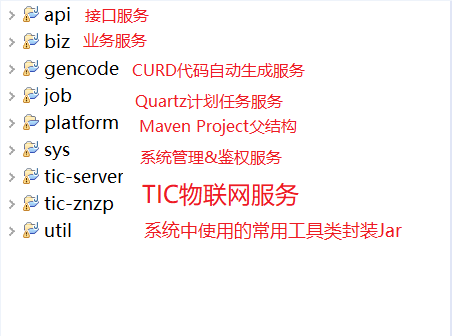 api 接口服务
biz 业务服务
gencode CURD代码自动生成服务
job Quartz计划任务服务
platform Maven Project父结构
sys 系统管理&鉴权服务
tic-server
TIC物联网服务
tic-znzp
util 系统中使用的常用工具类封装Jar